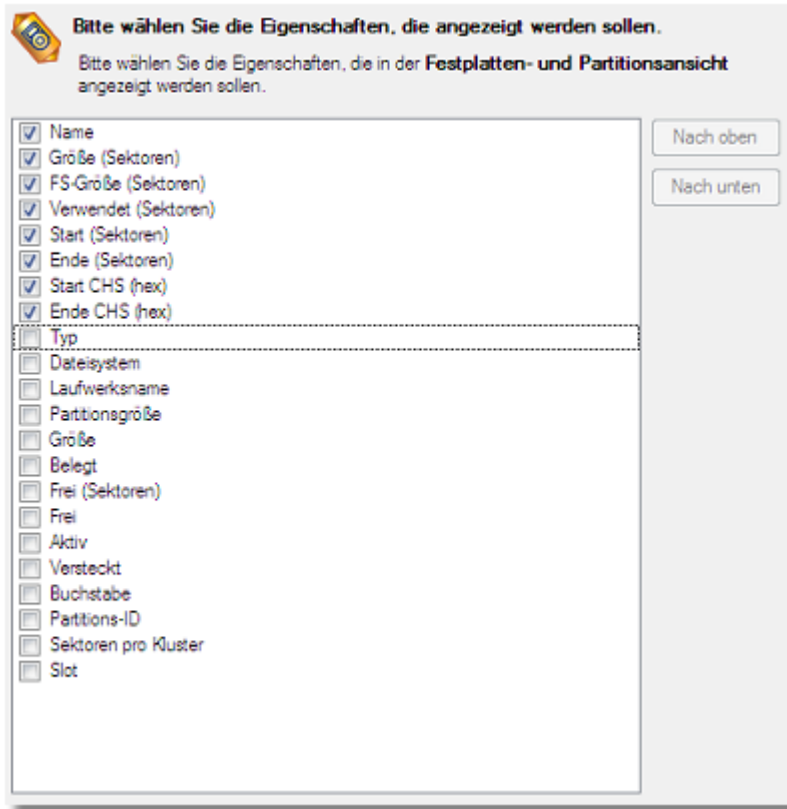 Bitte wählen Sie die Eigenschaften, die angezeigt werden sollen.
Bitte wählen Sie die Eigenschaften, die in der Festplatten- und Partitionsansicht
angezeigt werden sollen.
Name
Nach oben
Größe (Sektoren)
FS-Größe (Sektoren)
Nach unten
Verwendet (Sektoren)
Start (Sektoren)
Ende (Sektoren)
Start CHS (hex)
Ende CHS (hex)
Typ
Dateisystem
Laufwerksname
Partitionsgröße
Größe
Belegt
Frei (Sektoren)
Frei
Aktiv
Versteckt
Buchstabe
Partitions-ID
Sektoren pro Kluster
Slot